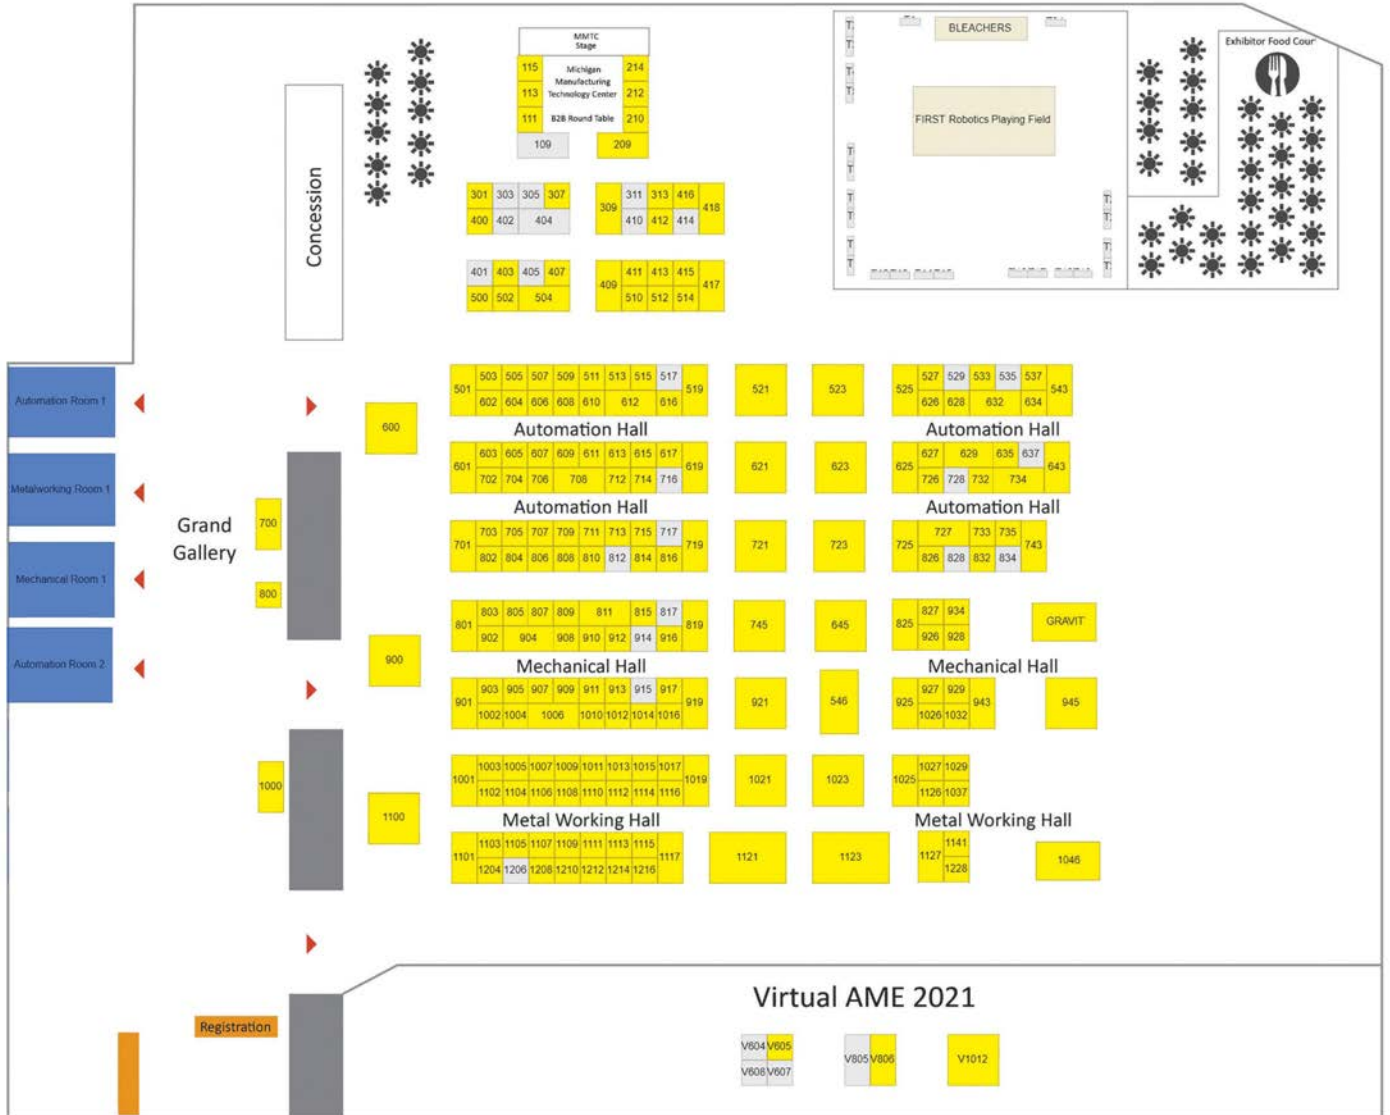 MMTC
Stage
115
Michigan
214
Manufacturing
113
Technology Center
212
111
B2B Round Table
210
109
209
BLEACHERS
FIRST Robotics Playing Field
Exhibitor Food Cour
Concession
301 303 305 307
400 402 404
309 311 313 416 418
410 412 414
401 403 405 407
500 502 504
409 411 413 415 417
510 512 514
501 503 505 507 509 511 513 515 517 519
602 604 606 608 610 612 616
521
523
525 527 529 533 535 537 543
626 628 632 634
Automation Room 1
600
Automation Hall
Automation Hall
601 603 605 607 609 611 613 615 617 619
702 704 706 708 712 714 716
621
623
625 627 629 635 637 643
726 728 732 734
Metalworking Room 1
Automation Hall
Automation Hall
Grand
Gallery
700
701 703 705 707 709 711 713 715 717 719
802 804 806 808 810 812 814 816
721
723
725 727 733 735 743
826 828 832 834
Mechanical Room 1
800
801 803 805 807 809 811 815 817 819
902 904 908 910 912 914 916
745
645
825 827 934
926 928
GRAVIT
Automation Room 2
900
Mechanical Hall
Mechanical Hall
901 903 905 907 909 911 913 915 917 919
1002 1004 1006 1010 1012 1014 1016
921
546
925 927 929 943
1026 1032
945
1000
1001 1003 1005 1007 1009 1011 1013 1015 1017 1019
1102 1104 1106 1108 1110 1112 1114 1116
1021
1023
1025 1027 1029
1126 1037
1100
Metal Working Hall
Metal Working Hall
1101 1103 1105 1107 1109 1111 1113 1115 1117
1204 1206 1208 1210 1212 1214 1216
1121
1123
1127 1141
1228
1046
Virtual AME 2021
Registration
V604 V605
V608 V607
V805 V806
V1012